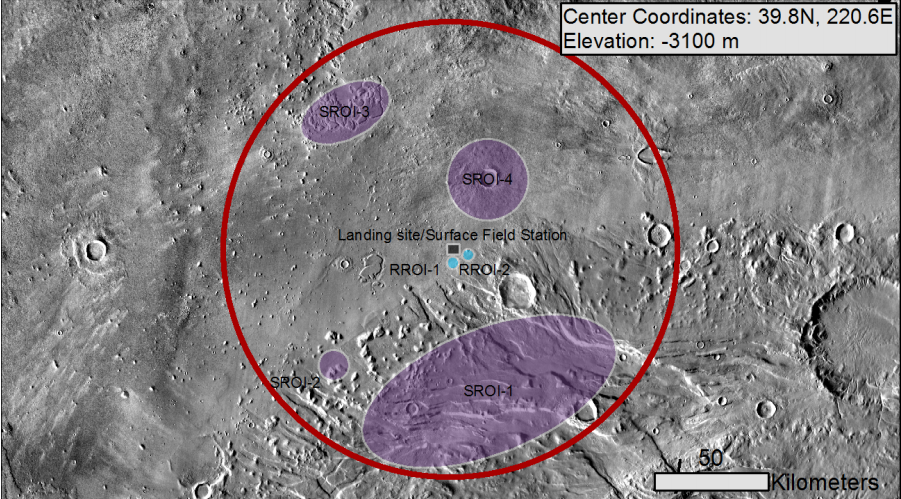 Center Coordinates: 39.8N, 220.6E
Elevation: -3100 m
SROI-3
SROI-4
Landing site/Surface Field Station
RROI-1 RROI-2
SROI-2
SROI-1
50
Kilometers